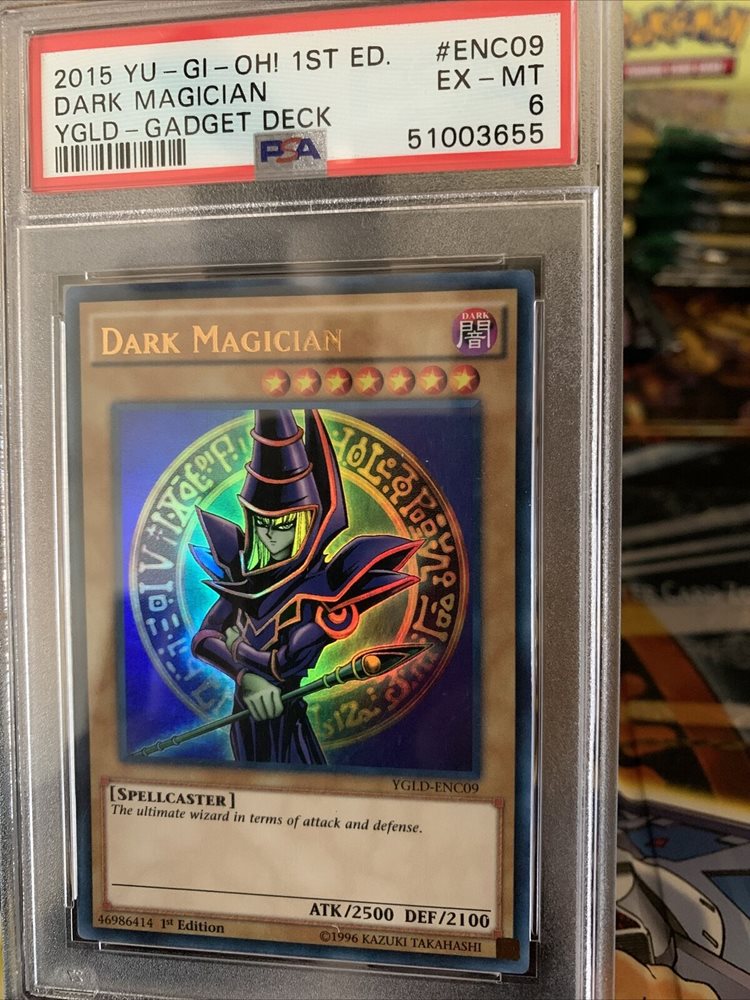 2015 YU-GI-OH! 1ST ED. #ENC09
DARK MAGICIAN EX-MT
YGLD-GADGET DECK 6
PSA 51003655
POKéMON
DARK MAGICIAN
DARK
闇
YGLD-ENC09
[SPELLCASTER]
The ultimate wizard in terms of attack and defense.
ATK/2500 DEF/2100
46986414 1st Edition
©1996 KAZUKI TAKAHASHI